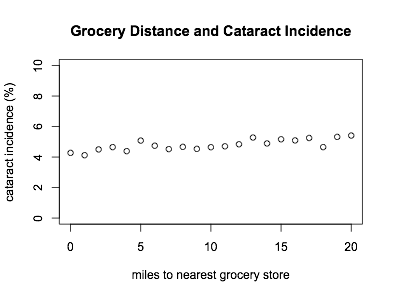 Grocery Distance and Cataract Incidence
cataract incidence (%)
10
8
6
4
2
0
0 5 10 15 20
miles to nearest grocery store